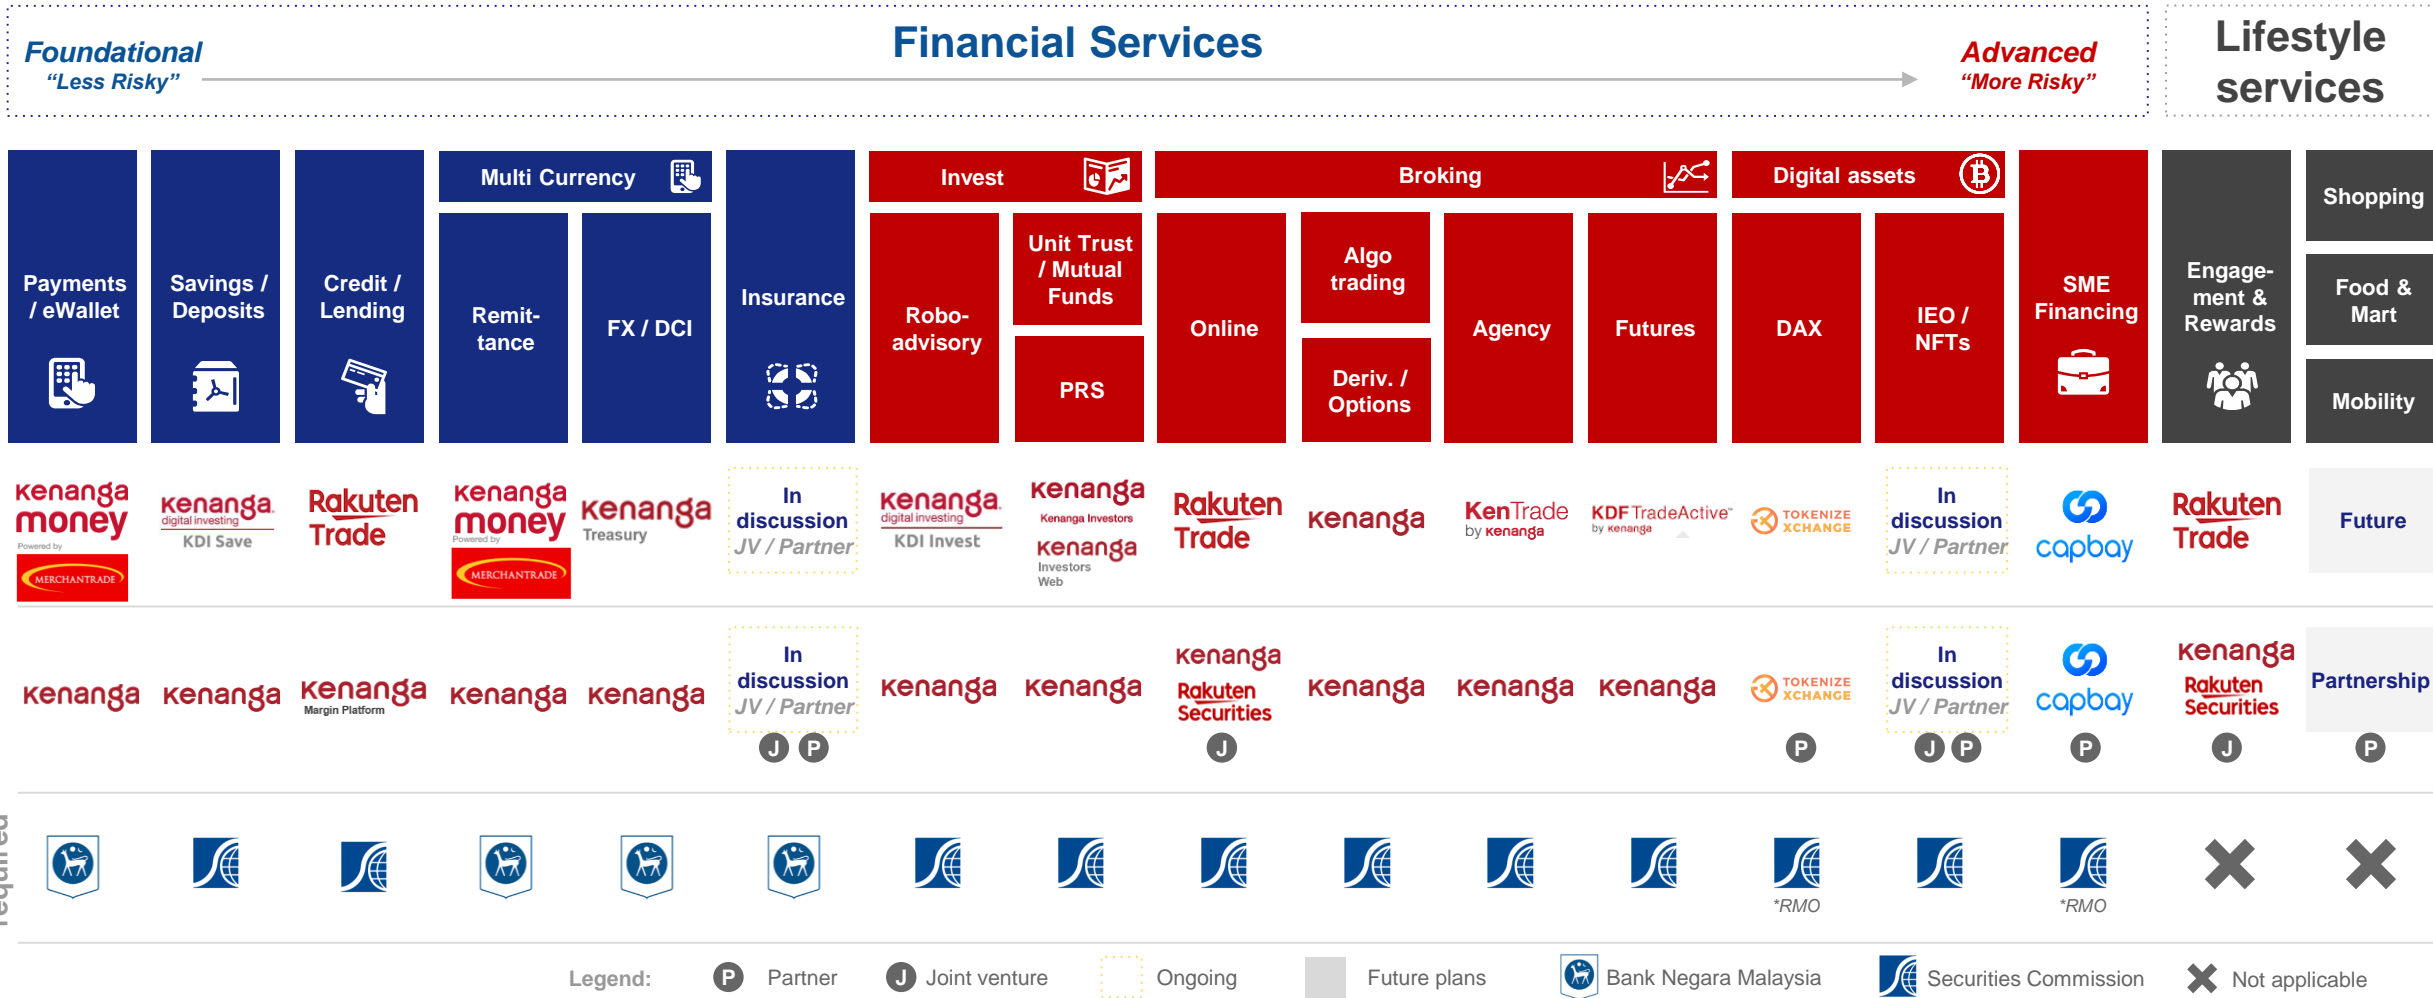 Foundational
“Less Risky”
Financial Services
Advanced
“More Risky”
Lifestyle
services
Payments
/ eWallet
Savings /
Deposits
Credit /
Lending
Multi Currency
Remit-
tance
FX / DCI
Insurance
Invest
Robo-
advisory
Unit Trust
/ Mutual
Funds
PRS
Broking
Online
Algo
trading
Deriv. /
Options
Agency
Futures
Digital assets
DAX
IEO /
NFTs
SME
Financing
Engage-
ment &
Rewards
Shopping
Food &
Mart
Mobility
kenanga
money
Powered by
MERCHANTRADE
kenanga
digital investing
KDI Save
Rakuten
Trade
kenanga
money
Powered by
MERCHANTRADE
kenanga
Treasury
In
discussion
JV / Partner
kenanga
digital investing
KDI Invest
kenanga
Kenanga Investors
kenanga
Investors
Web
Rakuten
Trade
kenanga
KenTrade
by kenanga
KDF TradeActive™
by kenanga
TOKENIZE
XCHANGE
In
discussion
JV / Partner
capbay
Rakuten
Trade
Future
kenanga
kenanga
kenanga
Margin Platform
kenanga
kenanga
In
discussion
JV / Partner
J P
kenanga
kenanga
kenanga
Rakuten
Securities
J
kenanga
kenanga
kenanga
TOKENIZE
XCHANGE
P
In
discussion
JV / Partner
J P
capbay
P
kenanga
Rakuten
Securities
J
Partnership
P
required
*RMO
*RMO
Legend:
P Partner
J Joint venture
Ongoing
Future plans
Bank Negara Malaysia
Securities Commission
Not applicable